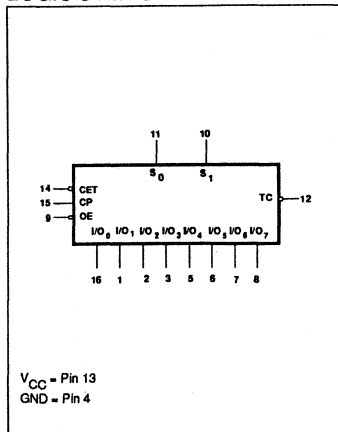 11 10
S0 S1
14 CET
15 CP
9 OE
TC 12
I/O0 I/O1 I/O2 I/O3 I/O4 I/O5 I/O6 I/O7
16 1 2 3 5 6 7 8
VCC = Pin 13
GND = Pin 4